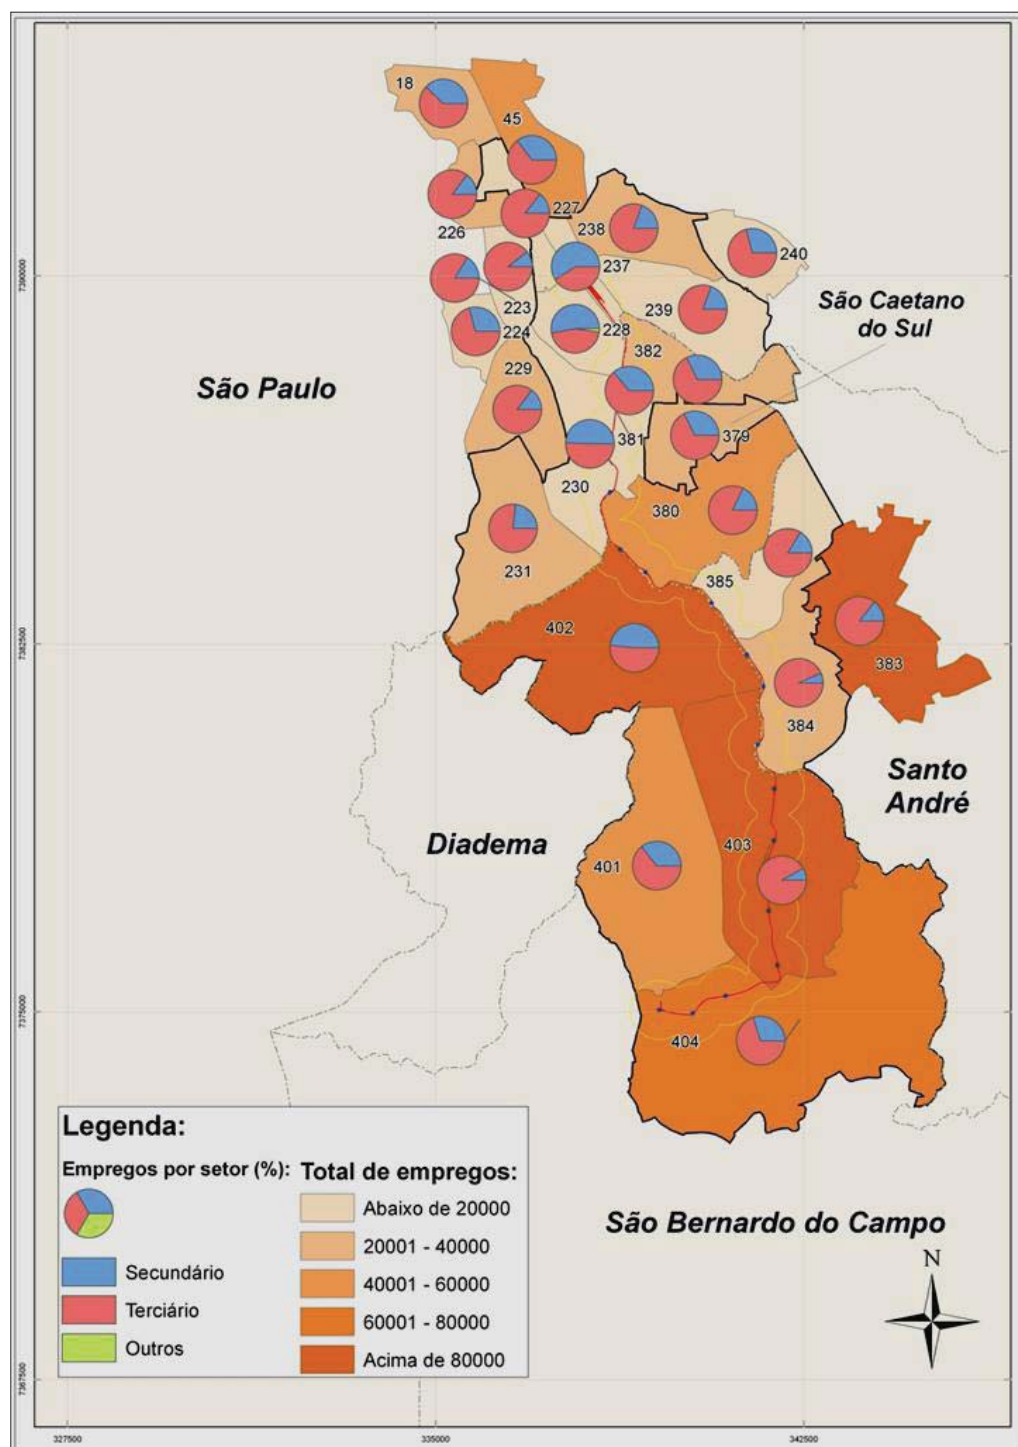 18
45
227
238
226
237
240
223
239
São Caetano
do Sul
224
228
382
São Paulo
229
381
379
230
380
231
385
402
383
384
Santo
André
Diadema
403
401
404
São Bernardo do Campo
N
Legenda:
Empregos por setor (%):
Secundário
Terciário
Outros
Total de empregos:
Abaixo de 20000
20001 - 40000
40001 - 60000
60001 - 80000
Acima de 80000
7390000
7382500
7375000
7367500
327500
335000
342500